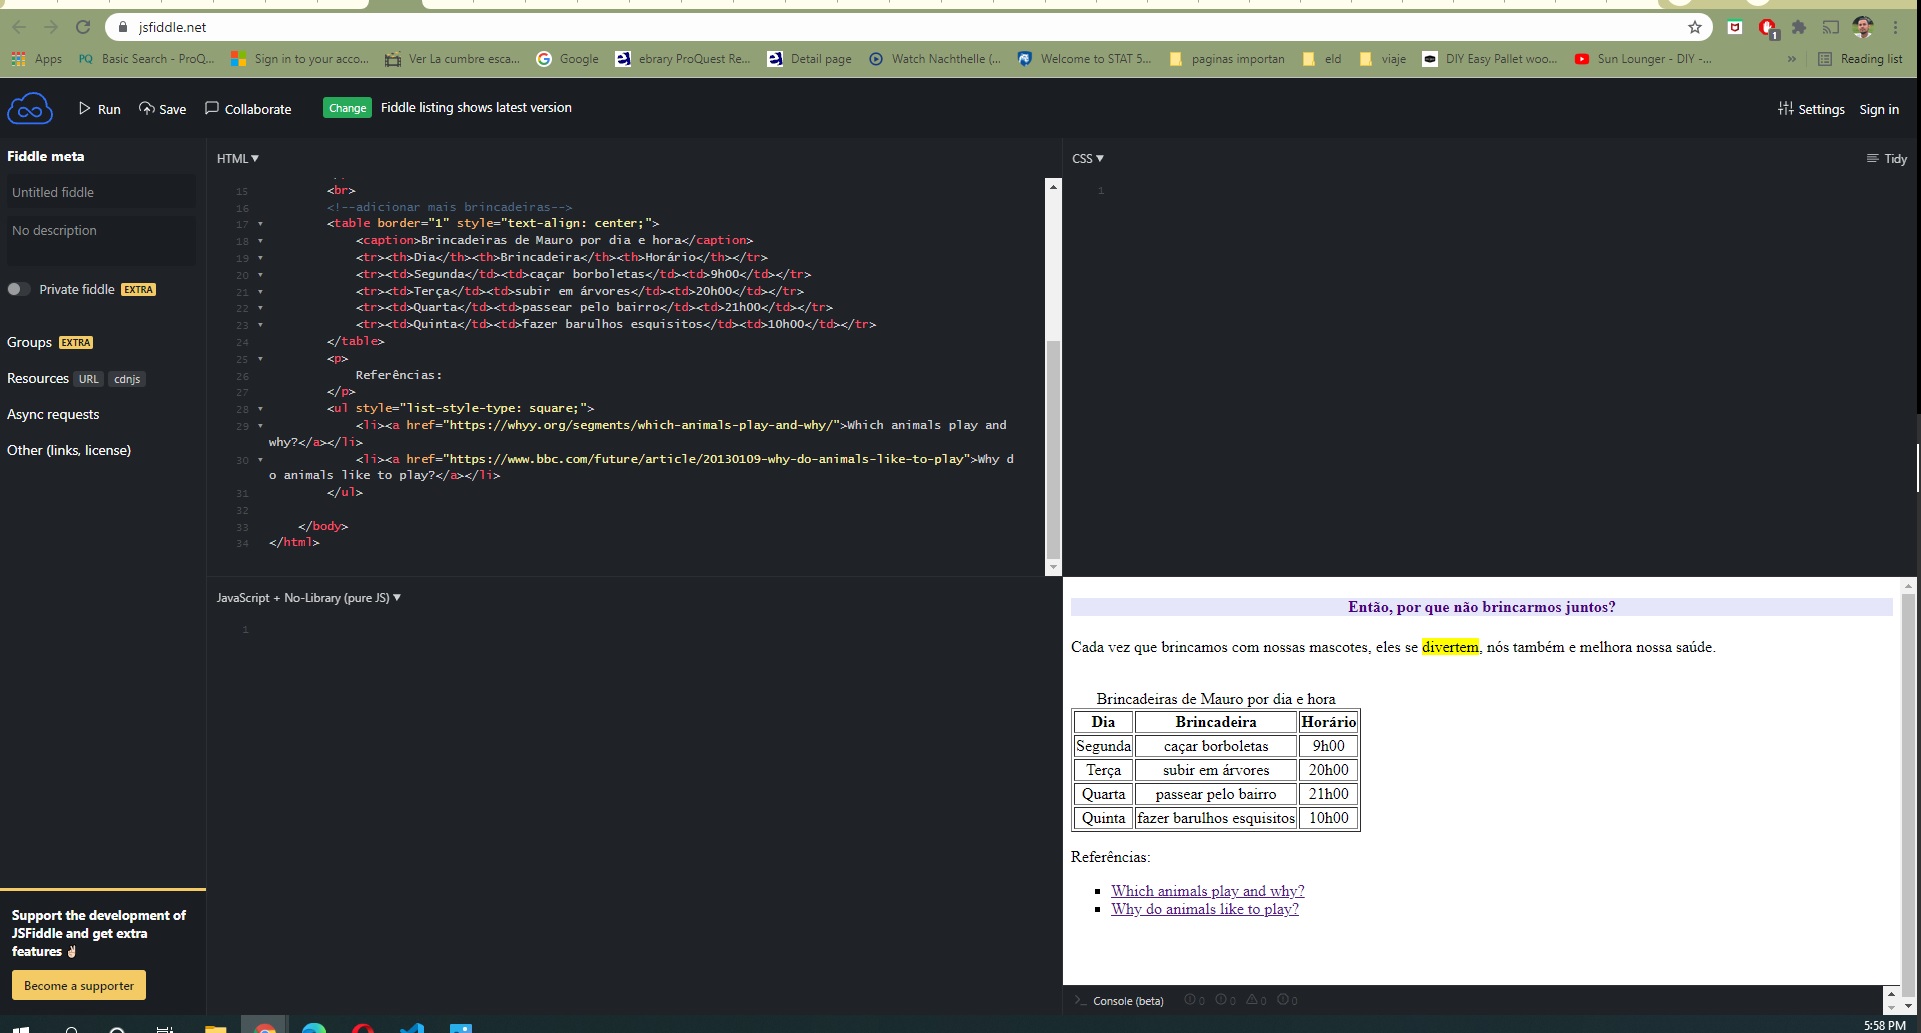 jsfiddle.net
1
Apps
PQ Basic Search - ProQ...
Sign in to your acco...
Ver La cumbre esca...
Google
ebrary ProQuest Re...
Detail page
Watch Nachthelle (...
Welcome to STAT 5...
paginas importan
eld
viaje
DIY Easy Pallet woo...
Sun Lounger - DIY -...
»
Reading list
Run
Save
Collaborate
Change
Fiddle listing shows latest version
Settings
Sign in
Fiddle meta
Untitled fiddle
No description
Private fiddle EXTRA
Groups EXTRA
Resources URL cdnjs
Async requests
Other (links, license)
Support the development of
JSFiddle and get extra
features ✌
Become a supporter
HTML ▼
15 <br>
16 <!--adicionar mais brincadeiras-->
17 <table border="1" style="text-align: center;">
18 <caption>Brincadeiras de Mauro por dia e hora</caption>
19 <tr><th>Dia</th><th>Brincadeira</th><th>Horário</th></tr>
20 <tr><td>Segunda</td><td>caçar borboletas</td><td>9h00</td></tr>
21 <tr><td>Terça</td><td>subir em árvores</td><td>20h00</td></tr>
22 <tr><td>Quarta</td><td>passear pelo bairro</td><td>21h00</td></tr>
23 <tr><td>Quinta</td><td>fazer barulhos esquisitos</td><td>10h00</td></tr>
24 </table>
25 <p>
26 Referências:
27 </p>
28 <ul style="list-style-type: square;">
29 <li><a href="https://whyy.org/segments/which-animals-play-and-why/">Which animals play and
why?</a></li>
30 <li><a href="https://www.bbc.com/future/article/20130109-why-do-animals-like-to-play">Why d
o animals like to play?</a></li>
31 </ul>
32
33 </body>
34 </html>
CSS ▼
Tidy
1
JavaScript + No-Library (pure JS) ▼
1
Então, por que não brincarmos juntos?
Cada vez que brincamos com nossas mascotes, eles se divertem, nós também e melhora nossa saúde.
Brincadeiras de Mauro por dia e hora
Dia Brincadeira Horário
Segunda caçar borboletas 9h00
Terça subir em árvores 20h00
Quarta passear pelo bairro 21h00
Quinta fazer barulhos esquisitos 10h00
Referências:
▪ Which animals play and why?
▪ Why do animals like to play?
>_ Console (beta) 0 0 0 0
5:58 PM